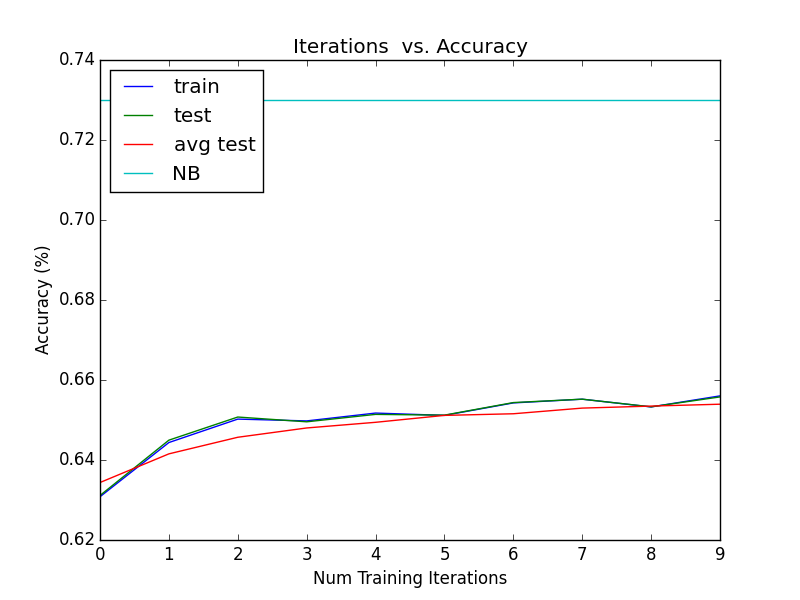 Iterations  vs. Accuracy
0.74
0.72
0.70
0.68
0.66
0.64
0.62
Accuracy (%)
train
test
avg test
NB
0 1 2 3 4 5 6 7 8 9
Num Training Iterations